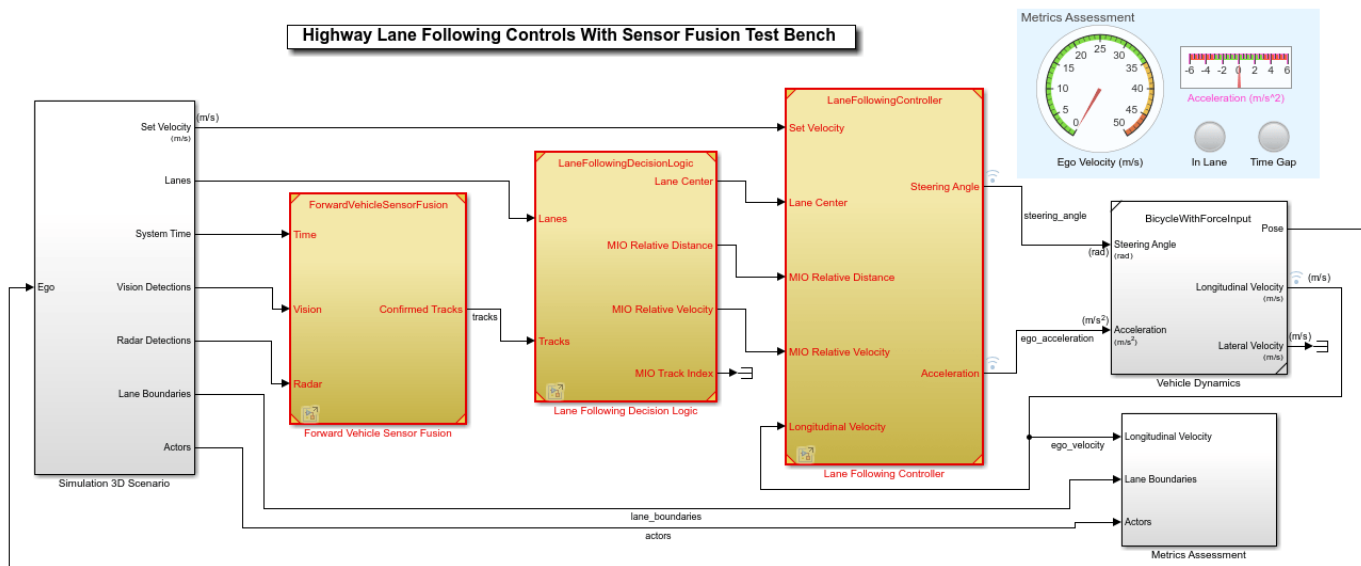 Highway Lane Following Controls With Sensor Fusion Test Bench
Metrics Assessment
0 5 10 15 20 25 30 35 40 45 50
Ego Velocity (m/s)
-6 -4 -2 0 2 4 6
Acceleration (m/s^2)
In Lane
Time Gap
Ego
Set Velocity
(m/s)
Lanes
System Time
Vision Detections
Radar Detections
Lane Boundaries
Actors
Simulation 3D Scenario
(m/s)
ForwardVehicleSensorFusion
Time
Vision
Radar
Confirmed Tracks
Forward Vehicle Sensor Fusion
tracks
LaneFollowingDecisionLogic
Lanes
Tracks
Lane Center
MIO Relative Distance
MIO Relative Velocity
MIO Track Index
Lane Following Decision Logic
LaneFollowingController
Set Velocity
Lane Center
MIO Relative Distance
MIO Relative Velocity
Longitudinal Velocity
Steering Angle
Acceleration
Lane Following Controller
steering_angle
(rad)
(m/s²)
ego_acceleration
BicycleWithForceInput
Steering Angle
(rad)
Acceleration
(m/s²)
Pose
Longitudinal Velocity
(m/s)
Lateral Velocity
(m/s)
Vehicle Dynamics
(m/s)
(m/s)
ego_velocity
lane_boundaries
actors
Longitudinal Velocity
Lane Boundaries
Actors
Metrics Assessment